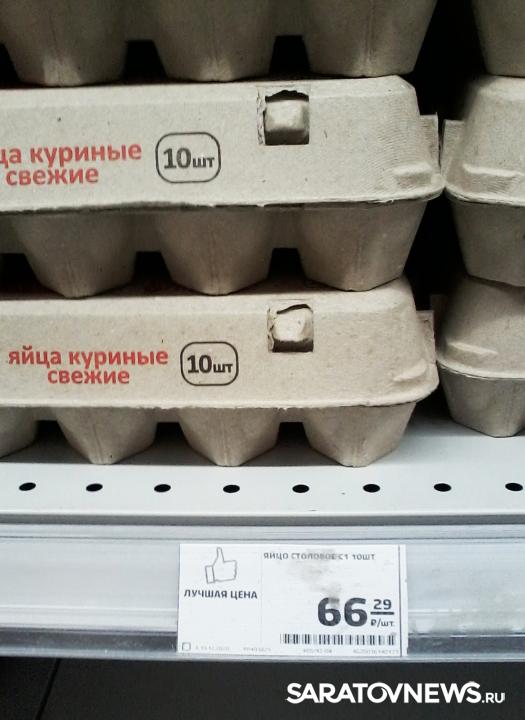 ца куриные
свежие
10шт
яйца куриные
свежие
10шт
ЯЙЦО СТОЛОВОЕ С1 10ШТ
ЛУЧШАЯ ЦЕНА
66 29
₽/шт.
SARATOVNEWS.RU